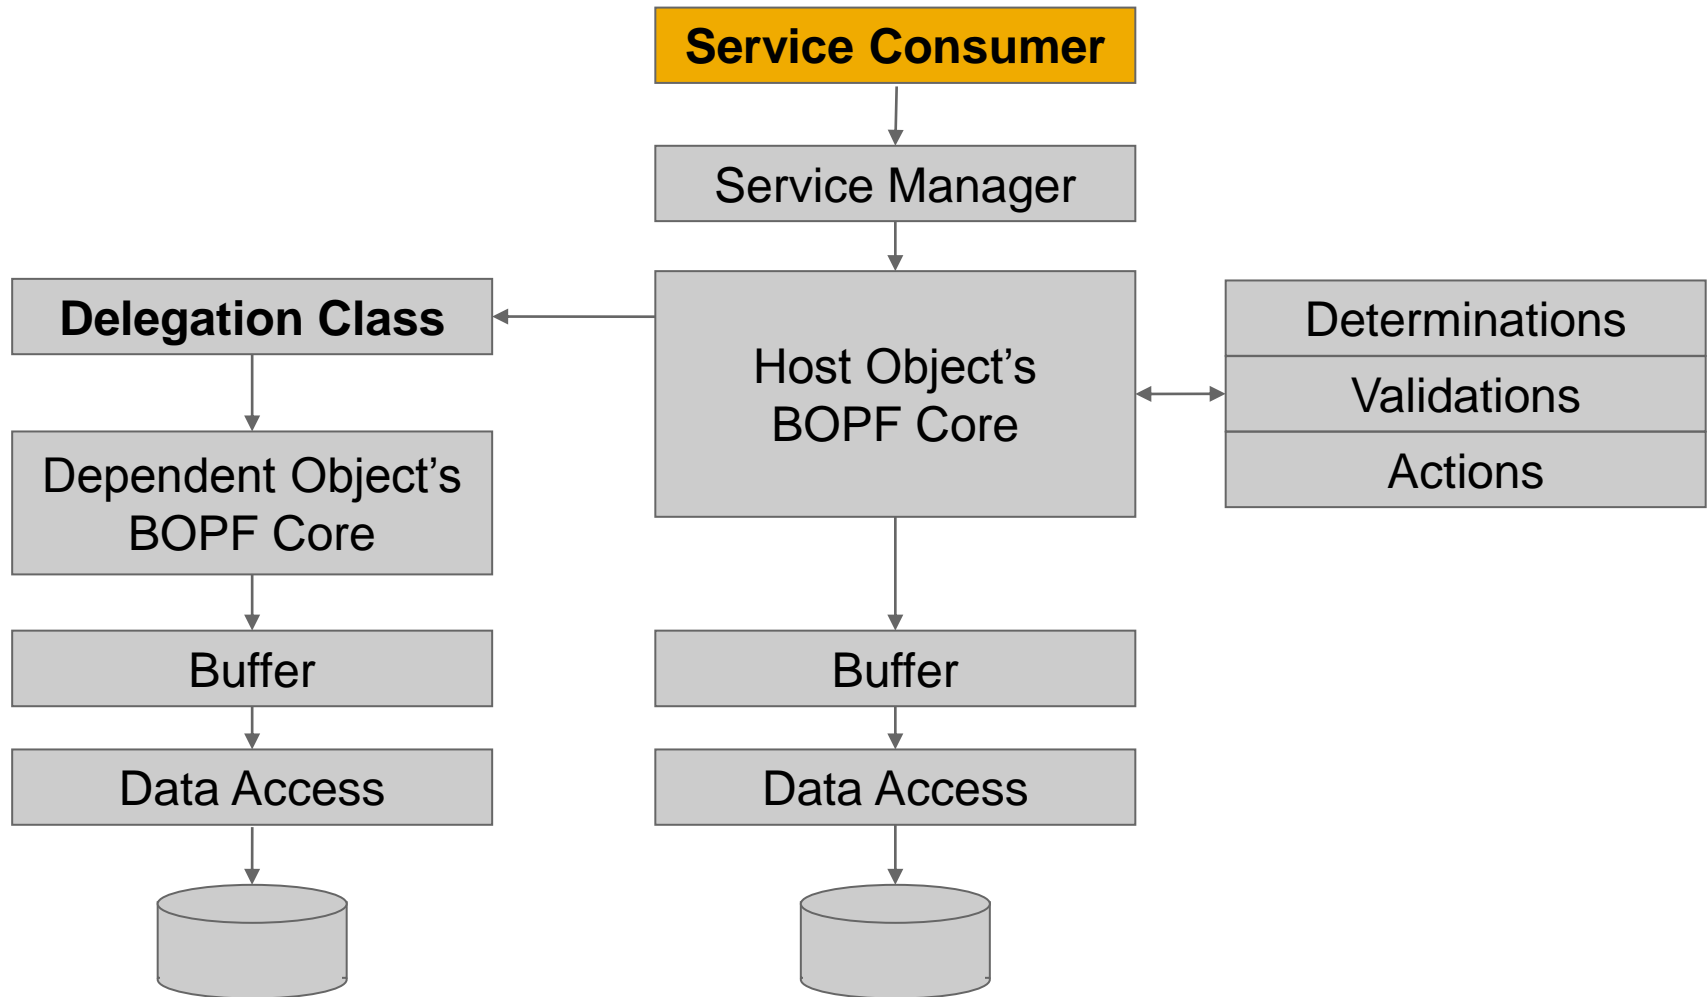 Service Consumer
Service Manager
Delegation Class
Host Object’s
BOPF Core
Determinations
Validations
Actions
Dependent Object’s
BOPF Core
Buffer
Buffer
Data Access
Data Access